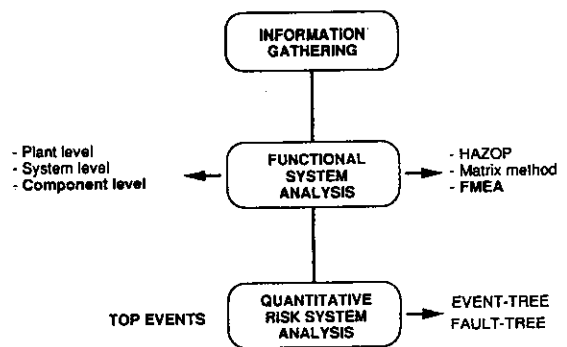 INFORMATION
GATHERING
- Plant level
- System level
- Component level
FUNCTIONAL
SYSTEM
ANALYSIS
- HAZOP
- Matrix method
- FMEA
TOP EVENTS
QUANTITATIVE
RISK SYSTEM
ANALYSIS
EVENT-TREE
FAULT-TREE